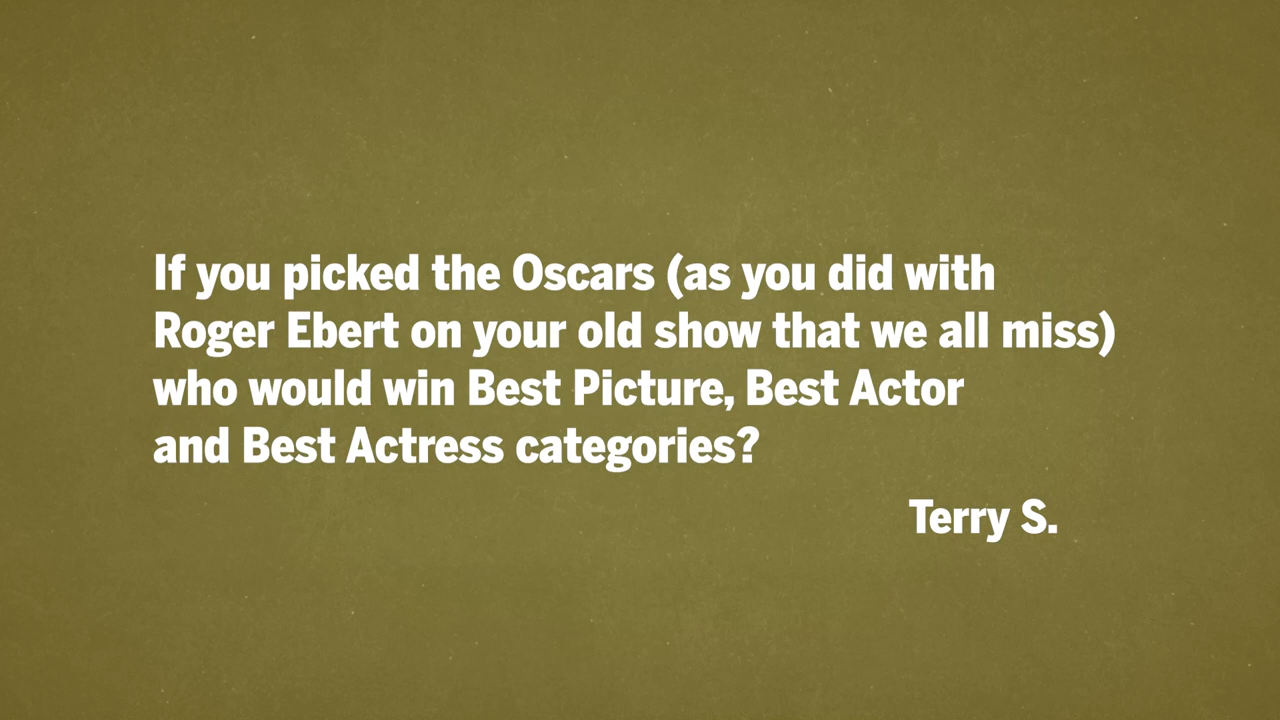 If you picked the Oscars (as you did with
Roger Ebert on your old show that we all miss)
who would win Best Picture, Best Actor
and Best Actress categories?
Terry S.